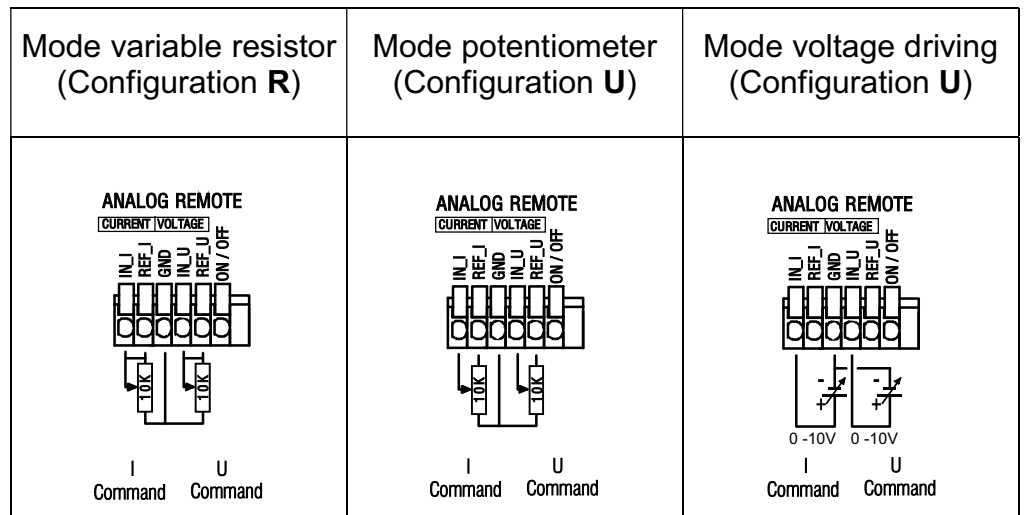 Mode variable resistor
(Configuration R)
Mode potentiometer
(Configuration U)
Mode voltage driving
(Configuration U)
ANALOG REMOTE
CURRENT VOLTAGE
IN_I
REF_I
GND
IN_U
REF_U
ON / OFF
10K
10K
I
Command
U
Command
ANALOG REMOTE
CURRENT VOLTAGE
IN_I
REF_I
GND
IN_U
REF_U
ON / OFF
10K
10K
I
Command
U
Command
ANALOG REMOTE
CURRENT VOLTAGE
IN_I
REF_I
GND
IN_U
REF_U
ON / OFF
-
+
-
+
0 -10V
0 -10V
I
Command
U
Command